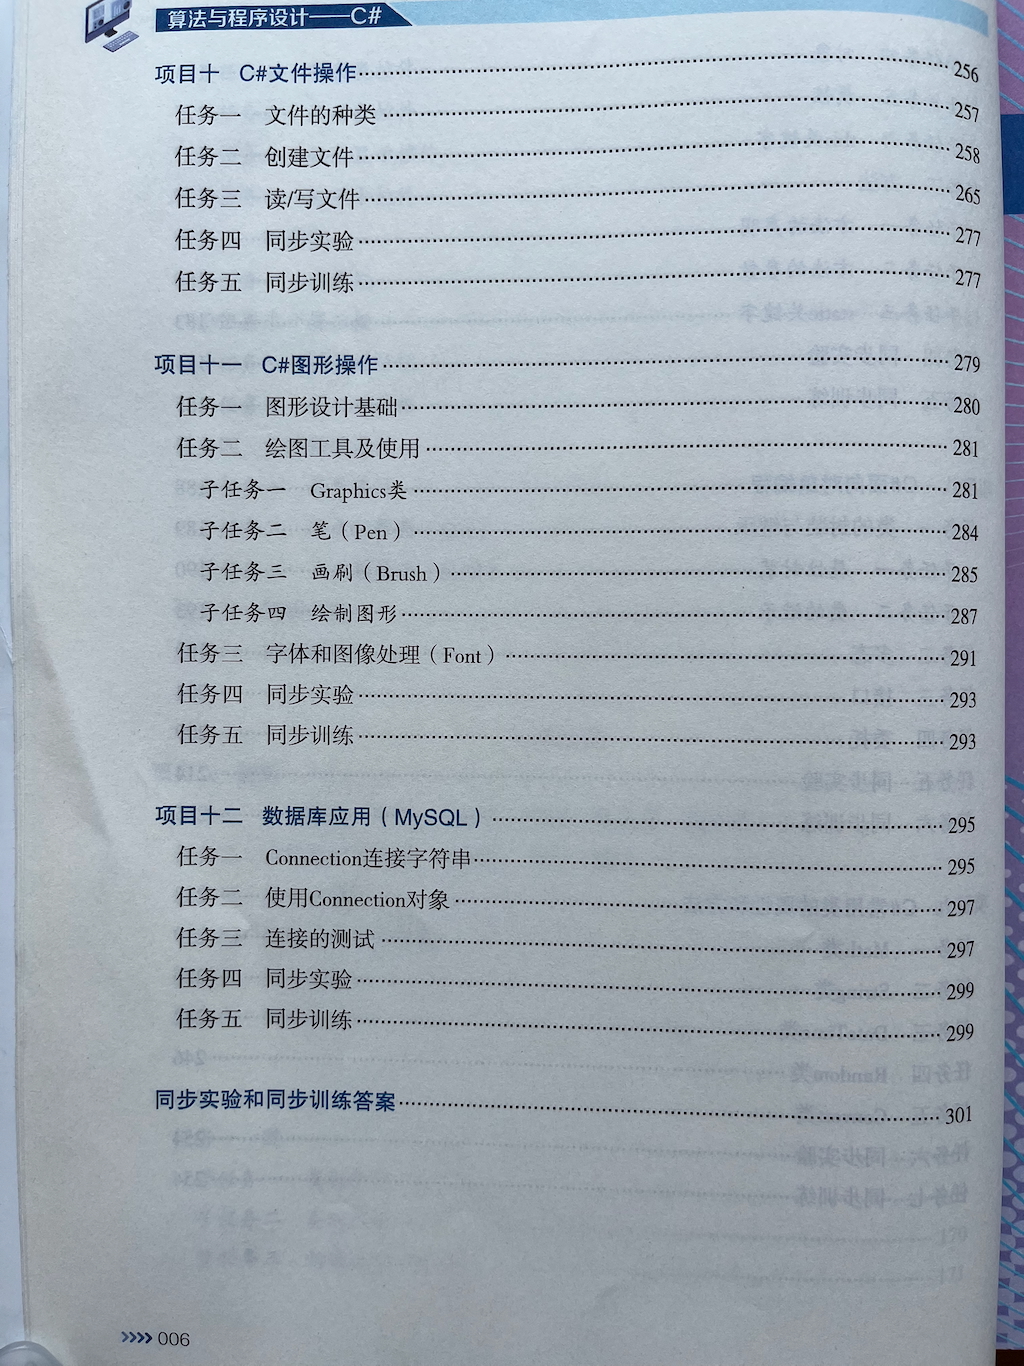 算法与程序设计——C#
项目十 C#文件操作 256
任务一 文件的种类 257
任务二 创建文件 258
任务三 读/写文件 265
任务四 同步实验 277
任务五 同步训练 277
项目十一 C#图形操作 279
任务一 图形设计基础 280
任务二 绘图工具及使用 281
子任务一 Graphics类 281
子任务二 笔（Pen） 284
子任务三 画刷（Brush） 285
子任务四 绘制图形 287
任务三 字体和图像处理（Font） 291
任务四 同步实验 293
任务五 同步训练 293
项目十二 数据库应用（MySQL） 295
任务一 Connection连接字符串 295
任务二 使用Connection对象 297
任务三 连接的测试 297
任务四 同步实验 299
任务五 同步训练 299
同步实验和同步训练答案 301
>>>> 006